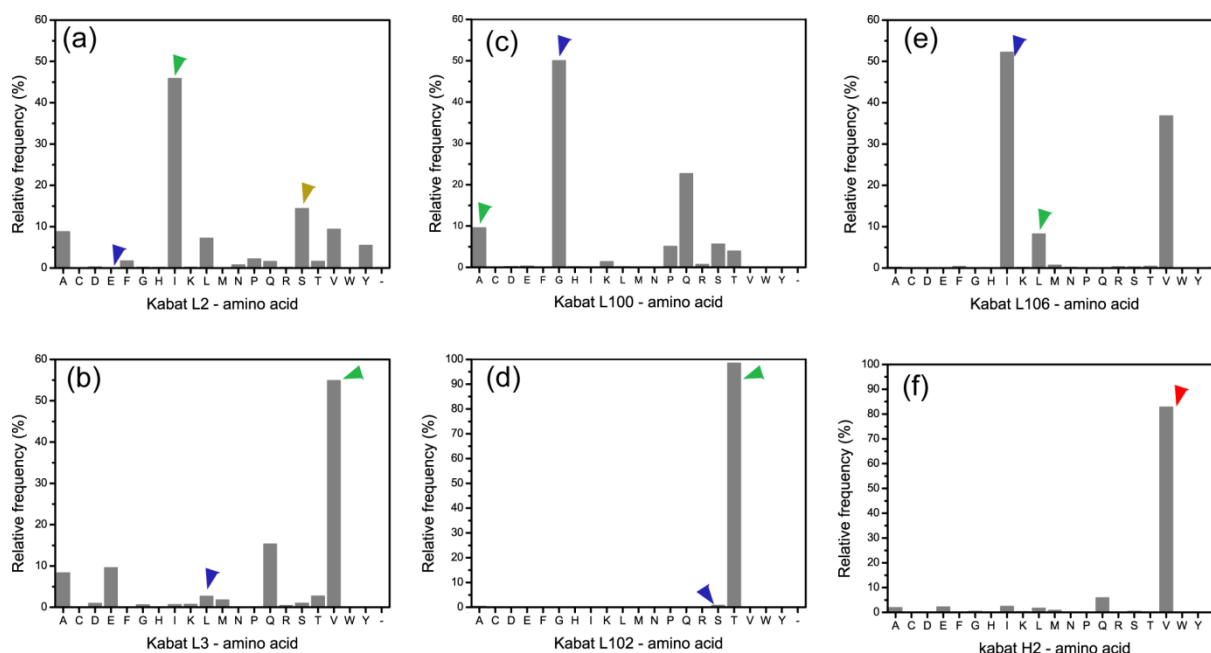 (a)
Relative frequency (%)
60
50
40
30
20
10
0
A C D E F G H I K L M N P Q R S T V W Y -
Kabat L2 - amino acid
(c)
Relative frequency (%)
60
50
40
30
20
10
0
A C D E F G H I K L M N P Q R S T V W Y -
Kabat L100 - amino acid
(e)
Relative frequency (%)
60
50
40
30
20
10
0
A C D E F G H I K L M N P Q R S T V W Y
Kabat L106 - amino acid
(b)
Relative frequency (%)
60
50
40
30
20
10
0
A C D E F G H I K L M N P Q R S T V W Y -
Kabat L3 - amino acid
(d)
Relative frequency (%)
100
90
80
70
60
50
40
30
20
10
0
A C D E F G H I K L M N P Q R S T V W Y -
Kabat L102 - amino acid
(f)
Relative frequency (%)
100
90
80
70
60
50
40
30
20
10
0
A C D E F G H I K L M N P Q R S T V W Y
kabat H2 - amino acid